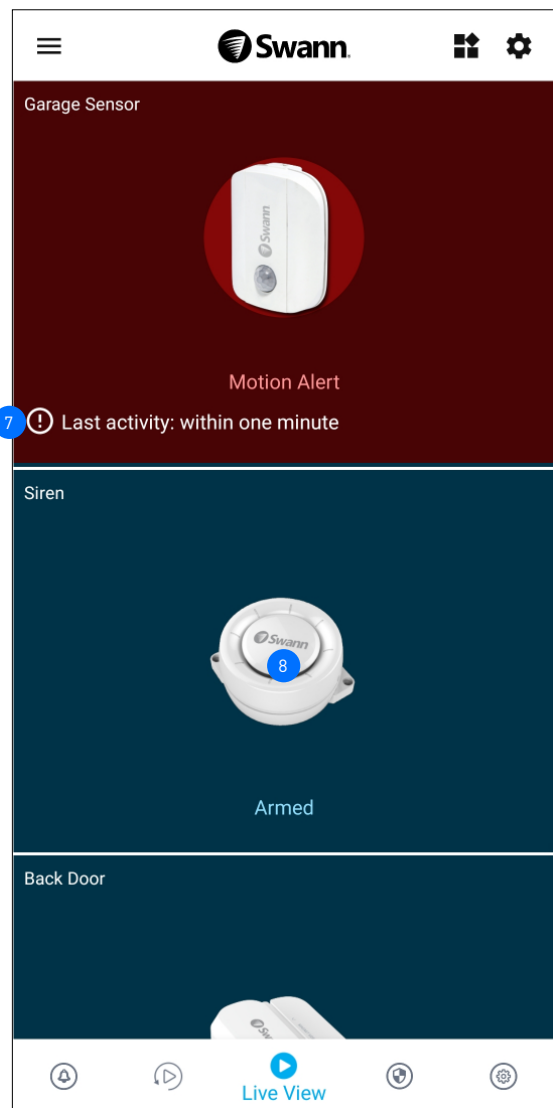 Swann
Garage Sensor
Swann
Motion Alert
7
Last activity: within one minute
Siren
Swann
8
Armed
Back Door
Live View